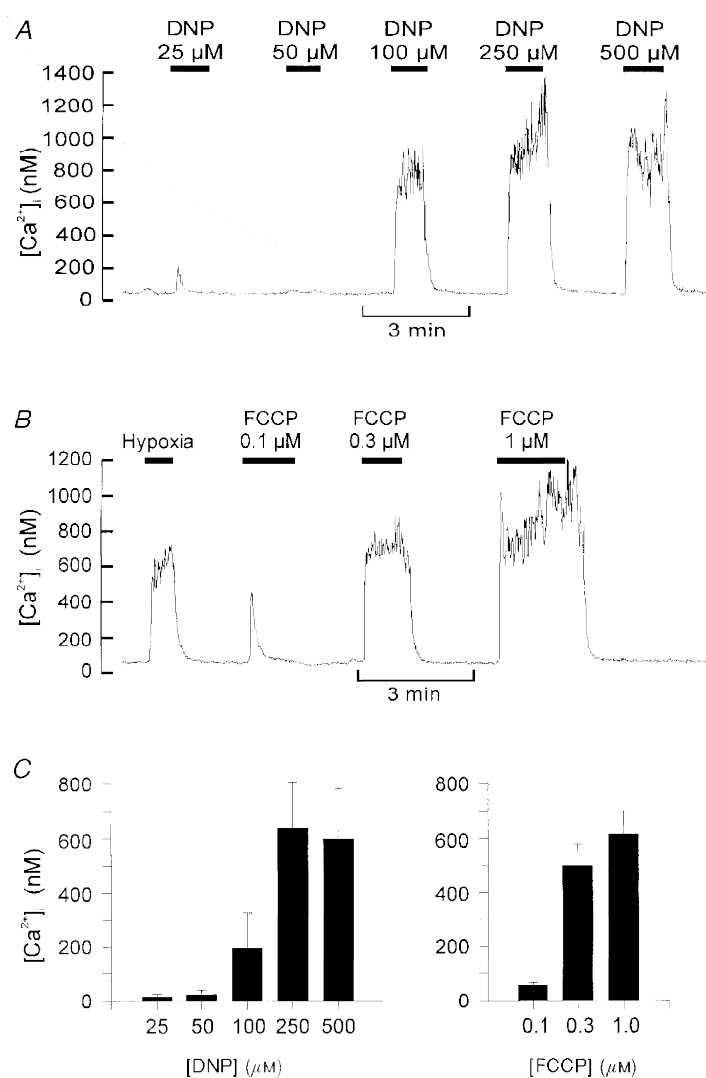 A
DNP DNP DNP DNP DNP
25 µM 50 µM 100 µM 250 µM 500 µM
1400
1200
1000
800
600
400
200
0
[Ca2+]i (nM)
3 min
B
Hypoxia
FCCP FCCP FCCP
0.1 µM 0.3 µM 1 µM
1200
1000
800
600
400
200
0
[Ca2+]i (nM)
3 min
C
800
600
400
200
0
[Ca2+]i (nM)
25 50 100 250 500
[DNP] (µM)
800
600
400
200
0
0.1 0.3 1.0
[FCCP] (µM)